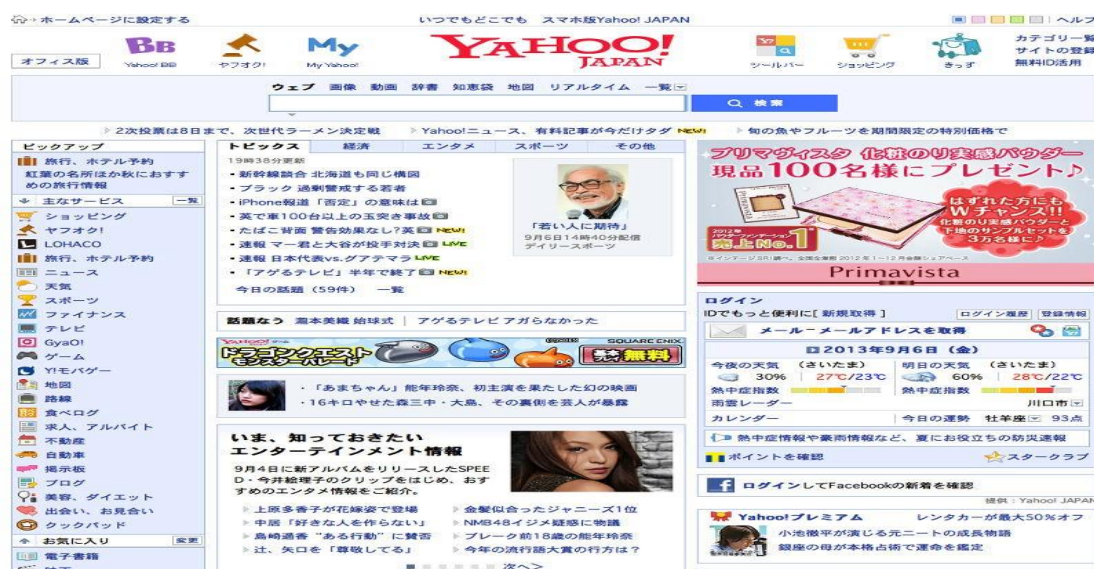 ホームページに設定する
いつでもどこでも スマホ版Yahoo! JAPAN
ヘルプ
オフィス版
BB
Yahoo! BB
ヤフオク!
My
My Yahoo!
YAHOO!
JAPAN
ツールバー
ショッピング
きっず
カテゴリ一覧
サイトの登録
無料ID活用
ウェブ 画像 動画 辞書 知恵袋 地図 リアルタイム 一覧
検索
2次投票は8日まで、次世代ラーメン決定戦
Yahoo!ニュース、有料記事が今だけタダ NEW!
旬の魚やフルーツを期間限定の特別価格で
ピックアップ
旅行、ホテル予約
紅葉の名所ほか秋におすす
めの旅行情報
主なサービス 一覧
ショッピング
ヤフオク!
LOHACO
旅行、ホテル予約
ニュース
天気
スポーツ
ファイナンス
テレビ
GyaO!
ゲーム
Y!モバゲー
地図
路線
食べログ
求人、アルバイト
不動産
自動車
掲示板
ブログ
美容、ダイエット
出会い、お見合い
クックパッド
お気に入り 変更
電子書籍
トピックス 経済 エンタメ スポーツ その他
19時38分更新
・新幹線談合 北海道も同じ構図
・ブラック 過剰警戒する若者
・iPhone報道「否定」の意味は
・英で車100台以上の玉突き事故
・たばこ背面 警告効果なし?英 NEW!
・速報 マー君と大谷が投手対決 LIVE
・速報 日本代表vs.グアテマラ LIVE
・「アゲるテレビ」半年で終了 NEW!
今日の話題(59件) 一覧
「若い人に期待」
9月6日14時40分配信
デイリースポーツ
話題なう 瀧本美織 始球式 | アゲるテレビ アガらなかった
YAHOO!ゲーム
ドラゴンクエスト
モンスターパレード
SQUARE ENIX
基本無料
・「あまちゃん」能年玲奈、初主演を果たした幻の映画
・16キロやせた森三中・大島、その裏側を芸人が暴露
いま、知っておきたい
エンターテインメント情報
9月4日に新アルバムをリリースしたSPEE
D・今井絵理子のクリップをはじめ、おす
すめのエンタメ情報をご紹介。
上原多香子が花嫁姿で登場
中居「好きな人を作らない」
島崎遥香“ある行動”に賛否
辻、矢口を「尊敬してる」
金髪似合ったジャニーズ1位
NMB48イジメ疑惑に物議
ブレーク前18歳の能年玲奈
今年の流行語大賞の行方は?
次へ>
プリマヴィスタ 化粧のり実感パウダー
現品100名様にプレゼント♪
はずれた方にも
Wチャンス!!
化粧のり実感パウダーと
下地のサンプルセットを
3万名様に♪
Primavista
2012年
売上No.1
Primavista
ログイン
IDでもっと便利に[ 新規取得 ] ログイン履歴 登録情報
メール - メールアドレスを取得
2013年9月6日(金)
今夜の天気 (さいたま)
30% 27℃/23℃
熱中症指数
明日の天気 (さいたま)
60% 28℃/22℃
熱中症指数
雨雲レーダー 川口市
カレンダー 今日の運勢 牡羊座 93点
熱中症情報や豪雨情報など、夏にお役立ちの防災速報
ポイントを確認 スタークラブ
ログインしてFacebookの新着を確認
提供:Yahoo! JAPAN
Yahoo!プレミアム レンタカーが最大50%オフ
小池徹平が演じる元ニートの成長物語
銀座の母が本格占術で運命を鑑定